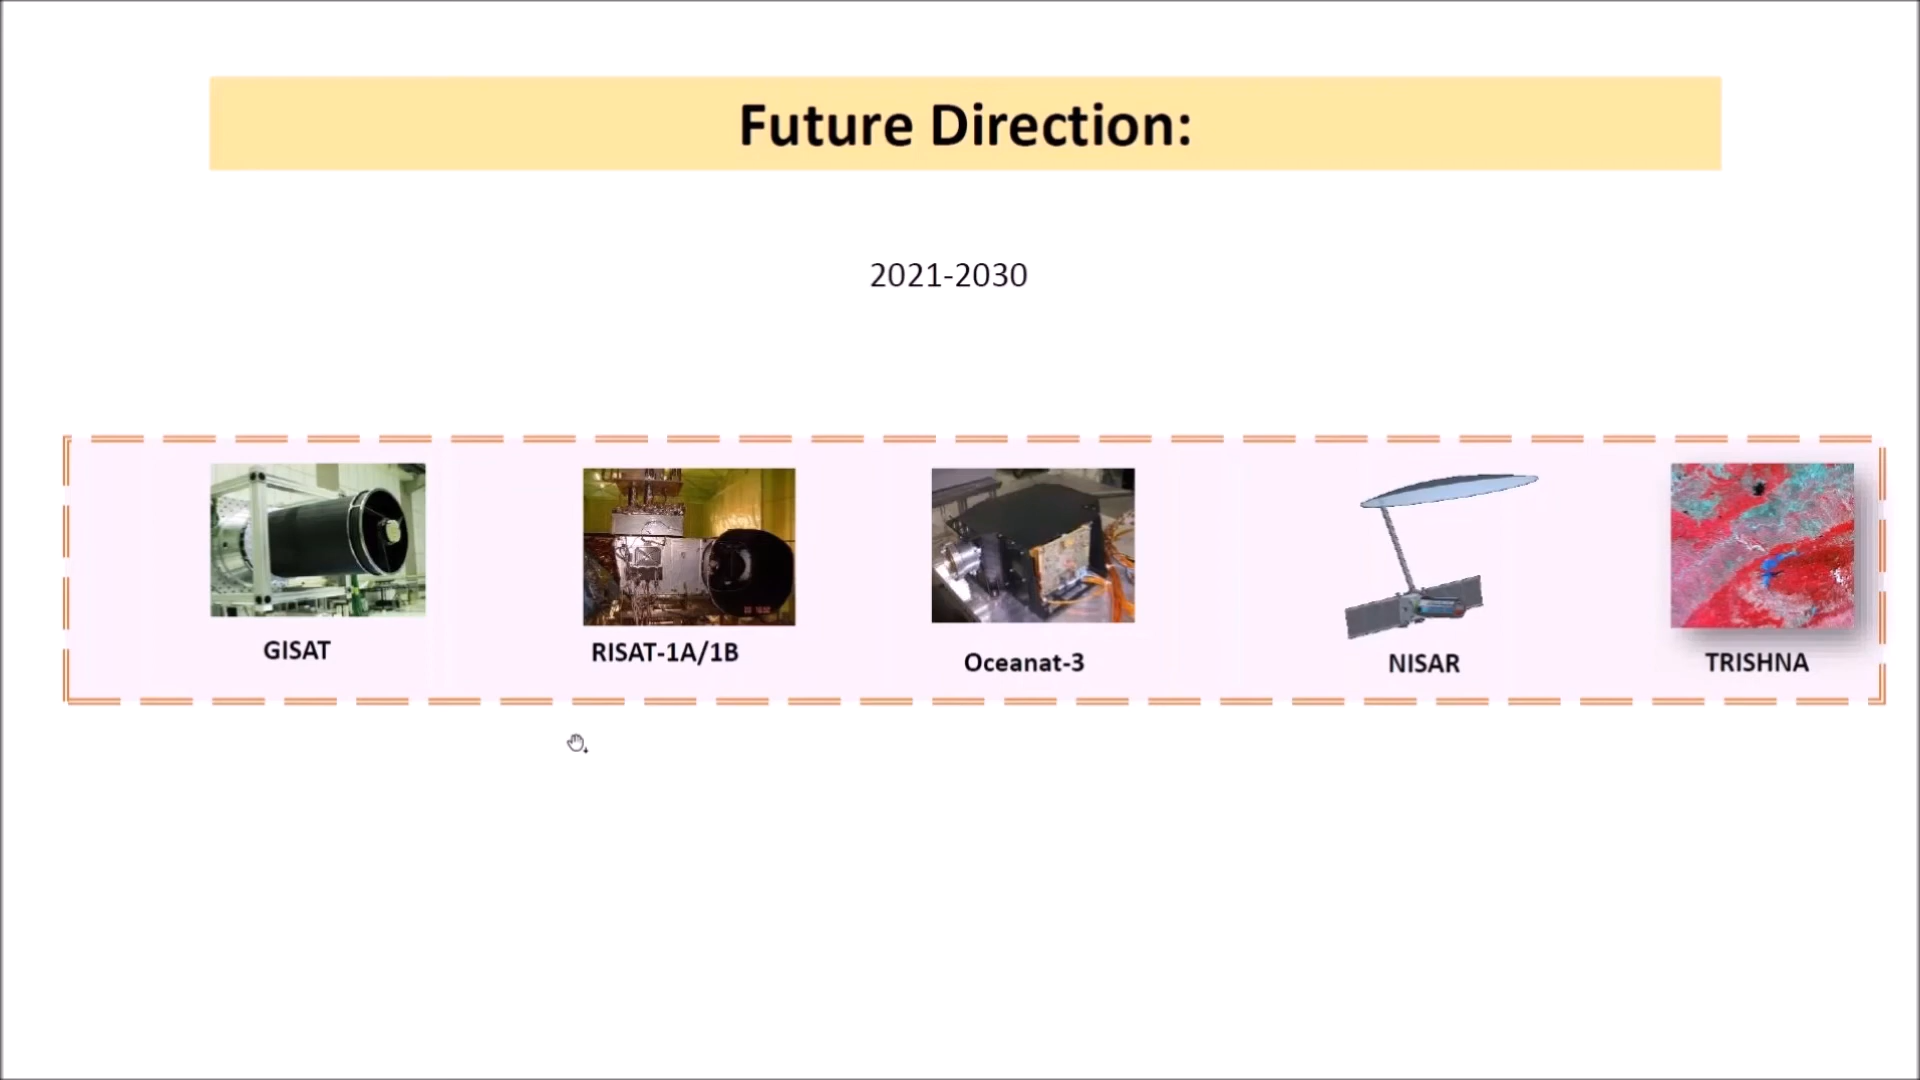 Future Direction:
2021-2030
GISAT
RISAT-1A/1B
Oceanat-3
NISAR
TRISHNA